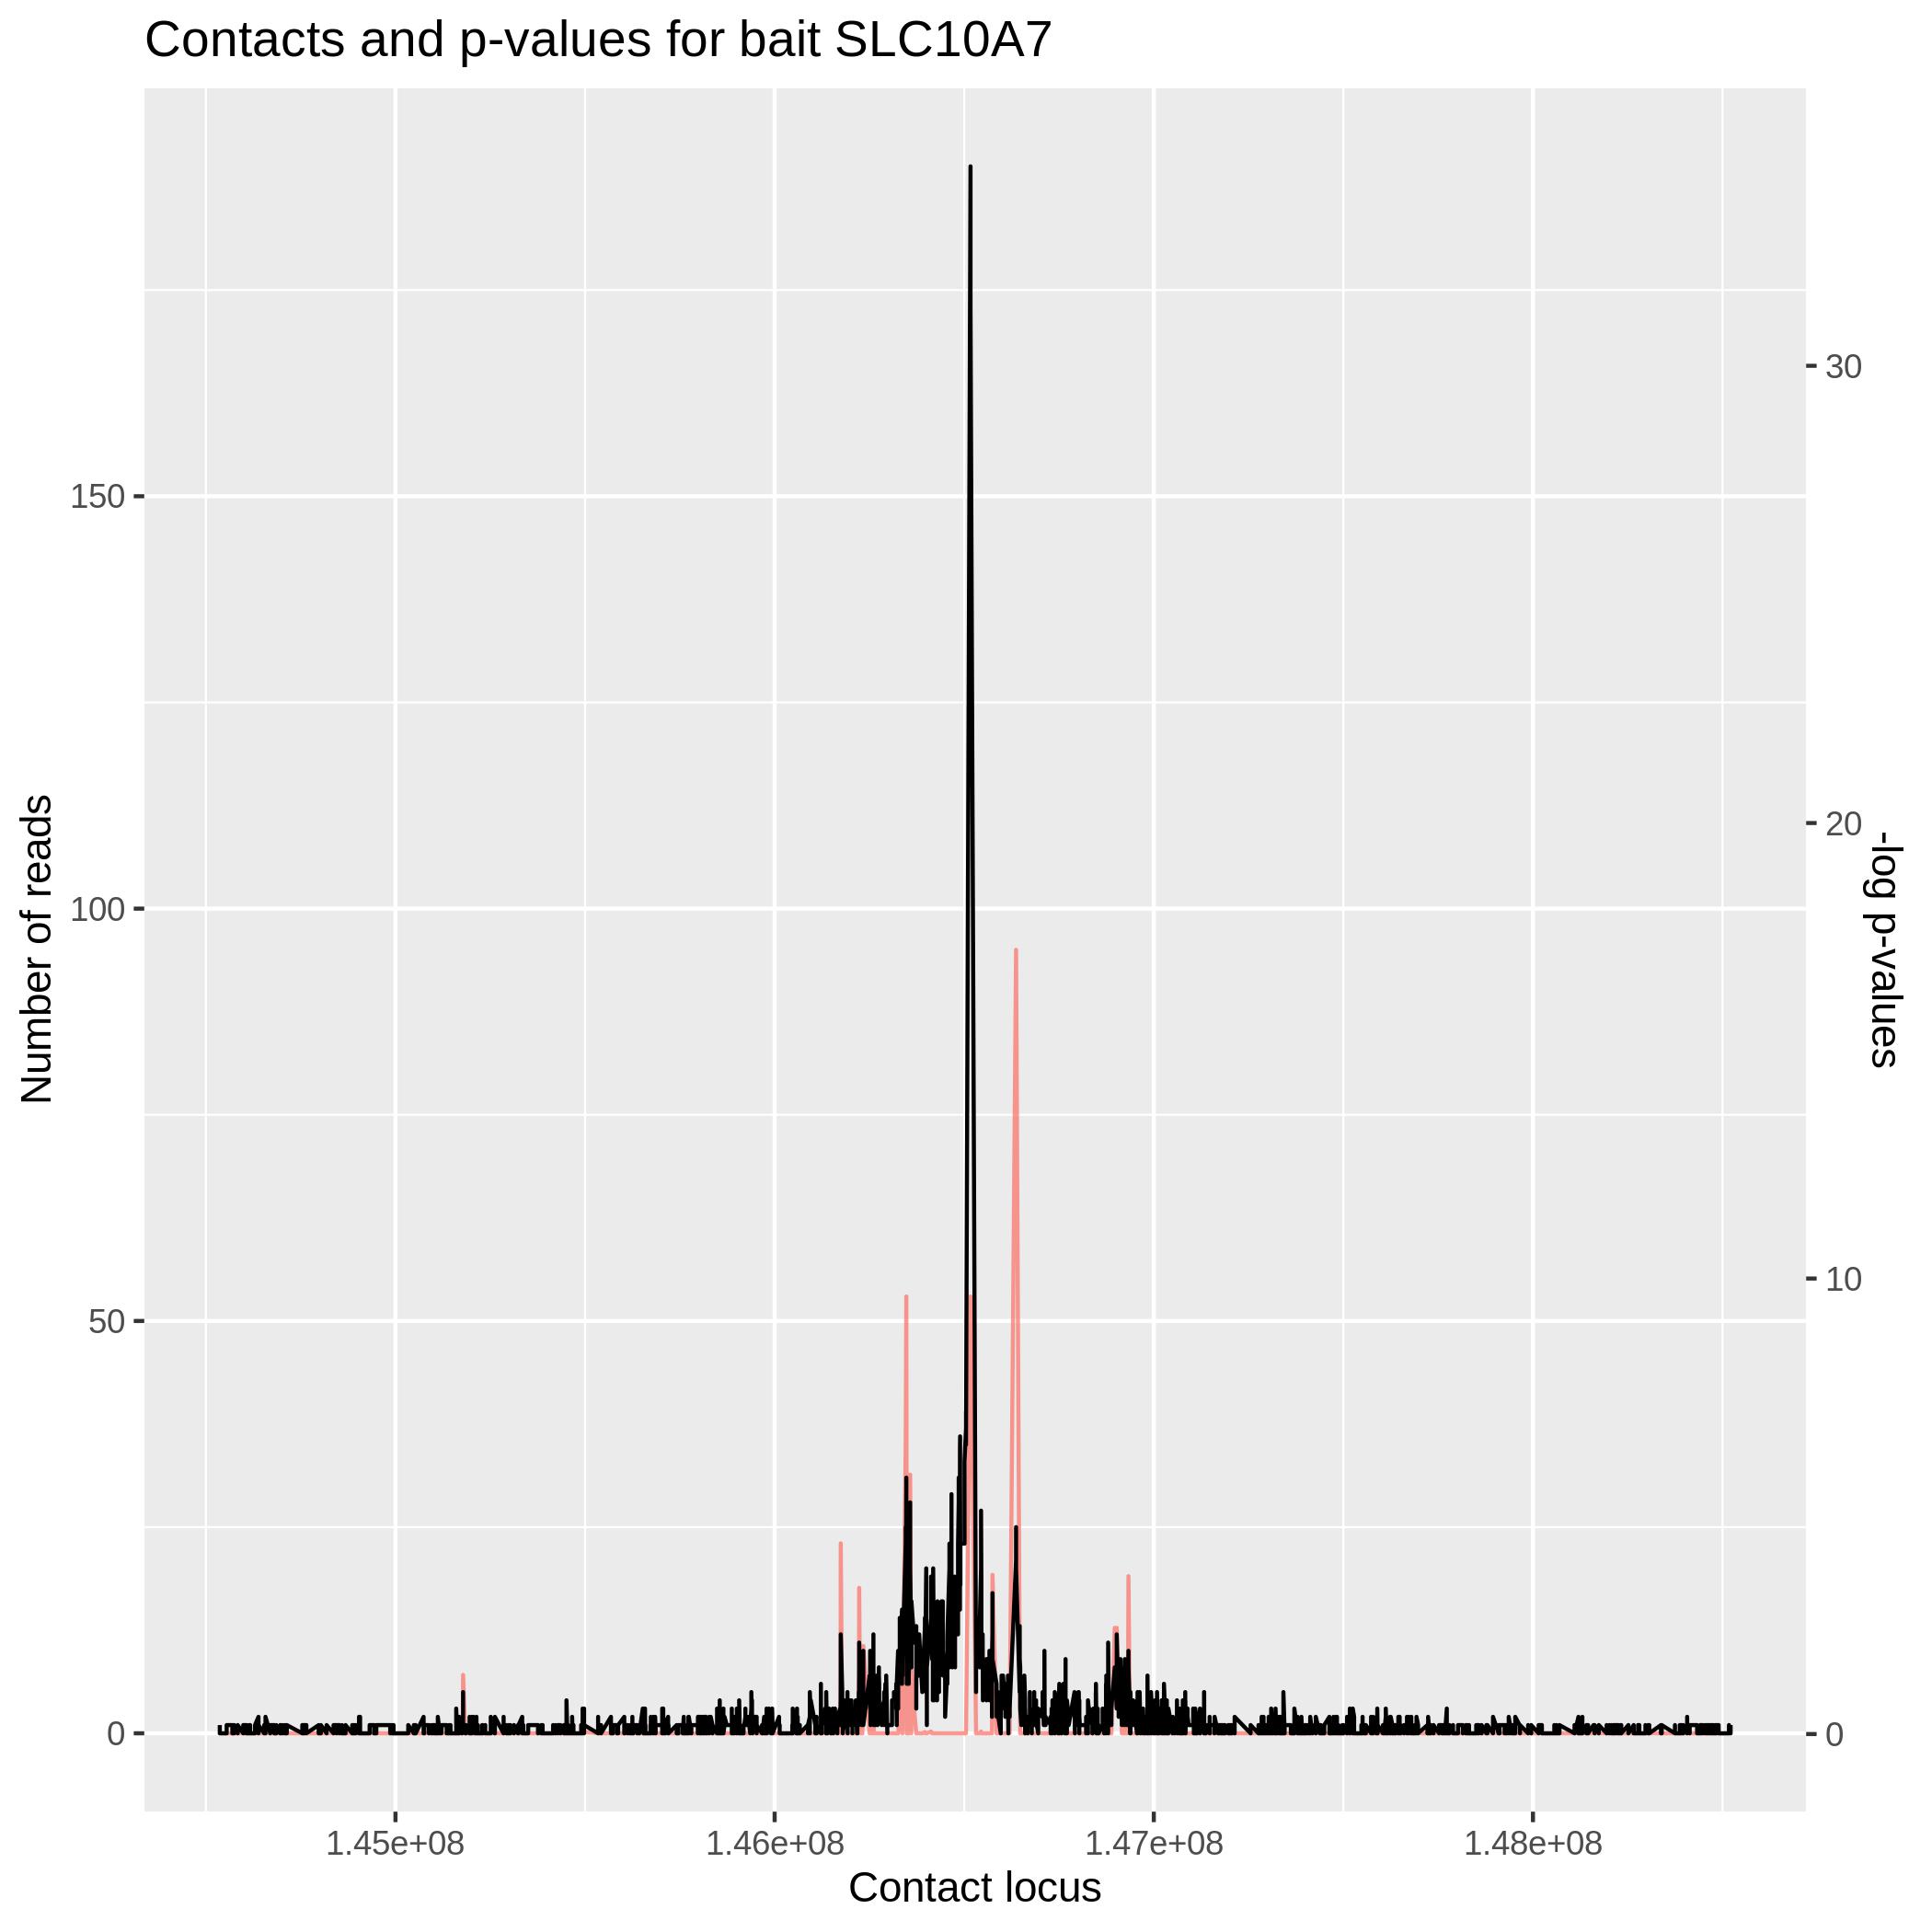 Contacts and p-values for bait SLC10A7
Number of reads
150
100
50
0
30
20
10
0
-log p-values
1.45e+08
1.46e+08
1.47e+08
1.48e+08
Contact locus